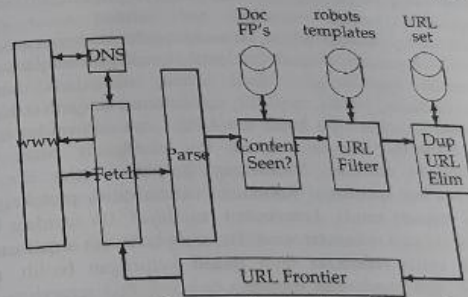 Doc
FP's
robots
templates
URL
set
DNS
www
Fetch
Parse
Content
Seen?
URL
Filter
Dup
URL
Elim
URL Frontier